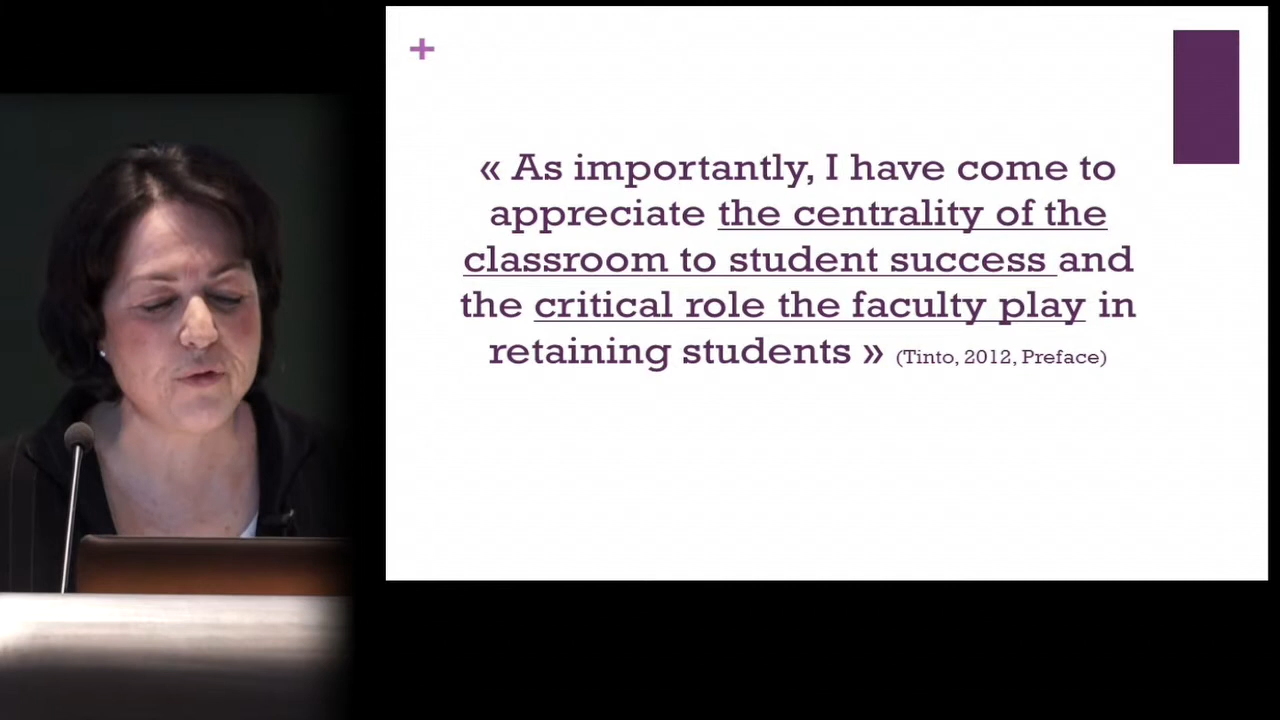 +
« As importantly, I have come to
appreciate the centrality of the
classroom to student success and
the critical role the faculty play in
retaining students » (Tinto, 2012, Preface)